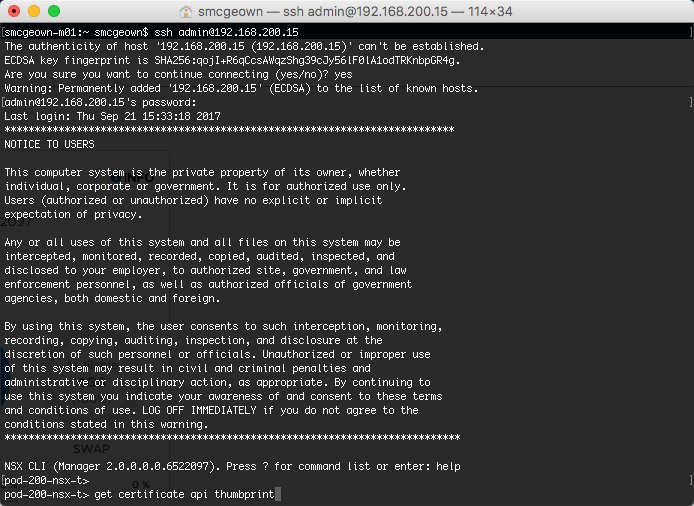 smcgeown — ssh admin@192.168.200.15 — 114×34
[smcgeown-m01:~ smcgeown$ ssh admin@192.168.200.15 ]
The authenticity of host '192.168.200.15 (192.168.200.15)' can't be established.
ECDSA key fingerprint is SHA256:qojI+R6qCcsAWqzShg39cJy56lF0lA1odTRKnbpGR4g.
Are you sure you want to continue connecting (yes/no)? yes
Warning: Permanently added '192.168.200.15' (ECDSA) to the list of known hosts.
[admin@192.168.200.15's password: ]
Last login: Thu Sep 21 15:33:18 2017
***************************************************************************
NOTICE TO USERS
INFO
This computer system is the private property of its owner, whether
individual, corporate or government. It is for authorized use only.
Users (authorized or unauthorized) have no explicit or implicit
expectation of privacy.
2097
Any or all uses of this system and all files on this system may be
intercepted, monitored, recorded, copied, audited, inspected, and
disclosed to your employer, to authorized site, government, and law
enforcement personnel, as well as authorized officials of government
agencies, both domestic and foreign.
By using this system, the user consents to such interception, monitoring,
recording, copying, auditing, inspection, and disclosure at the
discretion of such personnel or officials. Unauthorized or improper use
of this system may result in civil and criminal penalties and
administrative or disciplinary action, as appropriate. By continuing to
use this system you indicate your awareness of and consent to these terms
and conditions of use. LOG OFF IMMEDIATELY if you do not agree to the
conditions stated in this warning.
****************************************************************************
SWAP
NSX CLI (Manager 2.0.0.0.0.6522097). Press ? for command list or enter: help
[pod-200-nsx-t> ]
pod-200-nsx-t> get certificate api thumbprint
0 %